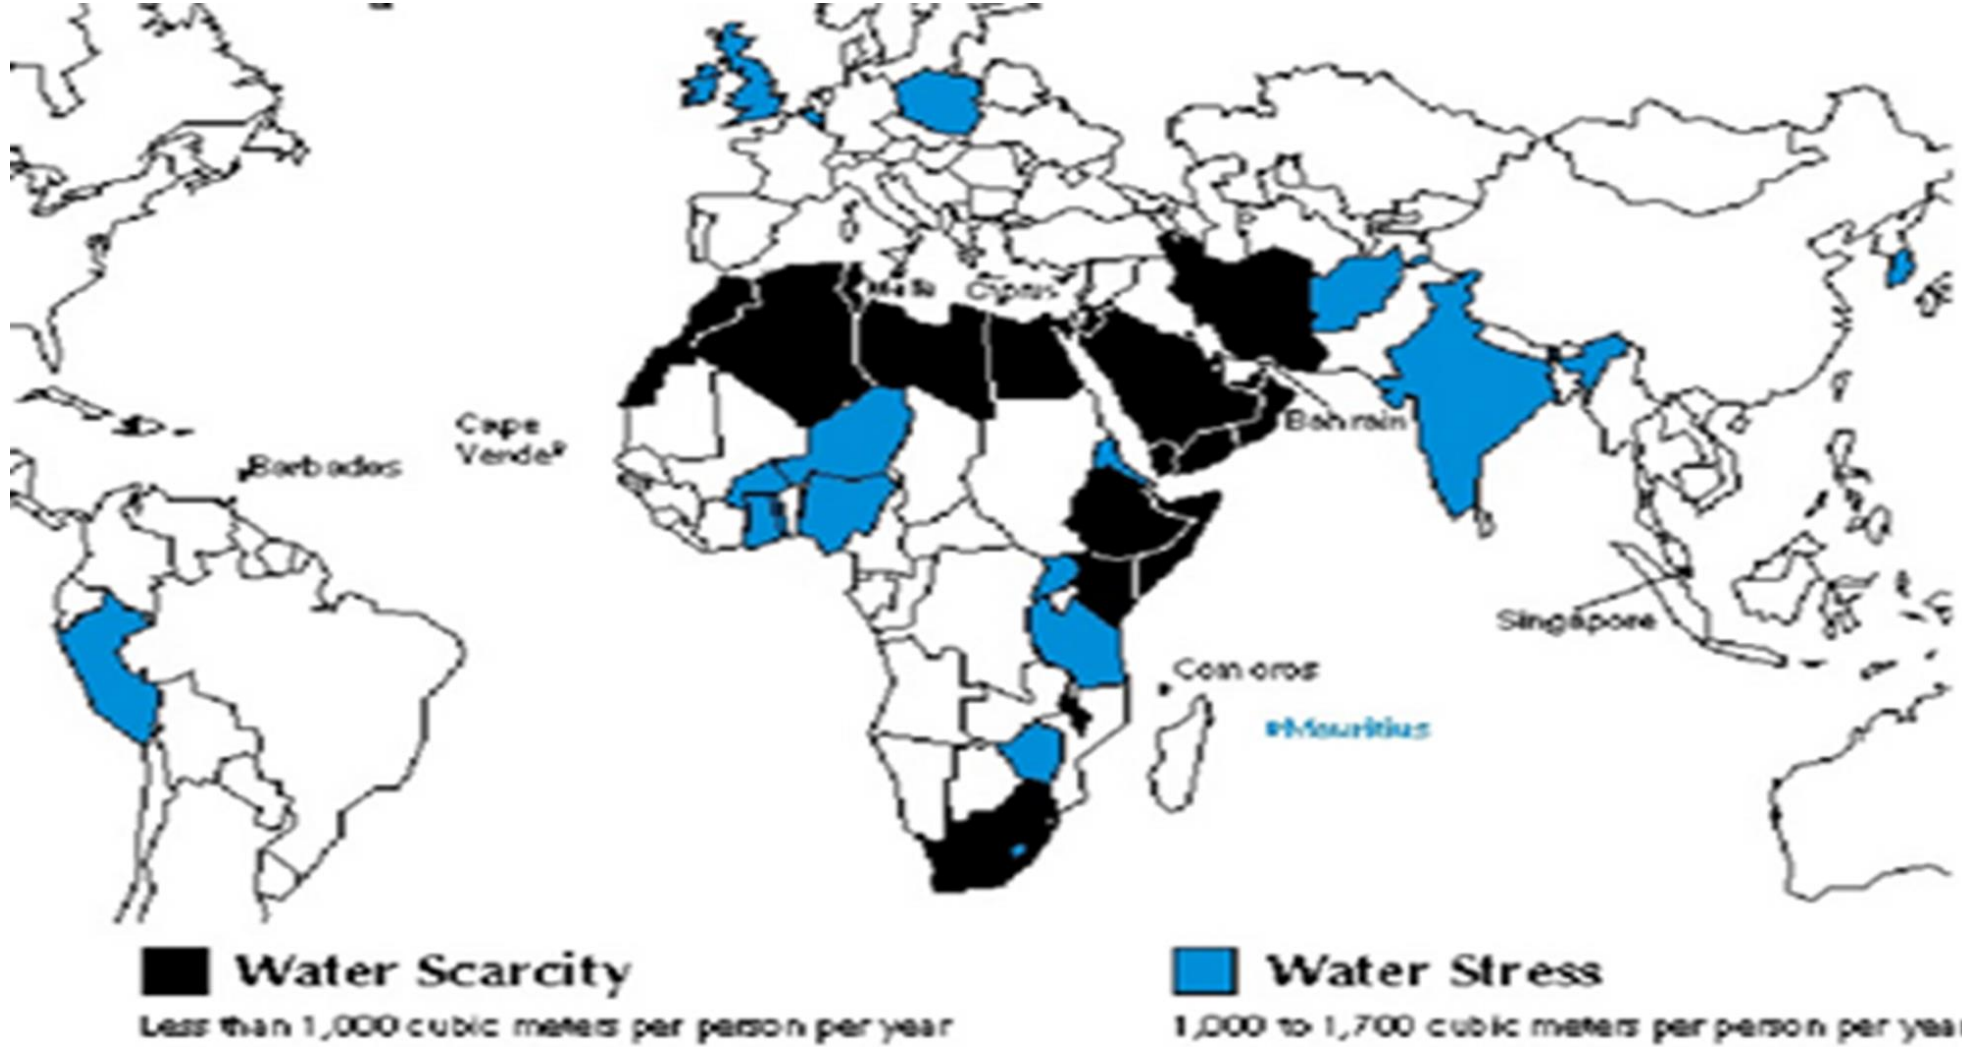 Malta
Cyprus
Bahrain
Cape
Verde
Barbados
Singapore
Comoros
Mauritius
Water Scarcity
Less than 1,000 cubic meters per person per year
Water Stress
1,000 to 1,700 cubic meters per person per yea